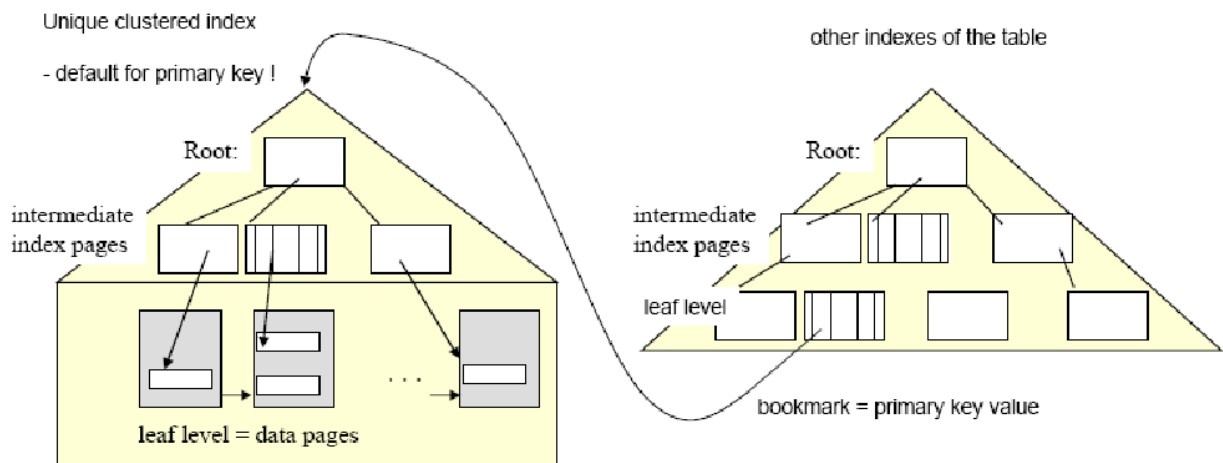 Unique clustered index
- default for primary key !
Root:
intermediate
index pages
. . .
leaf level = data pages
other indexes of the table
Root:
intermediate
index pages
leaf level
bookmark = primary key value